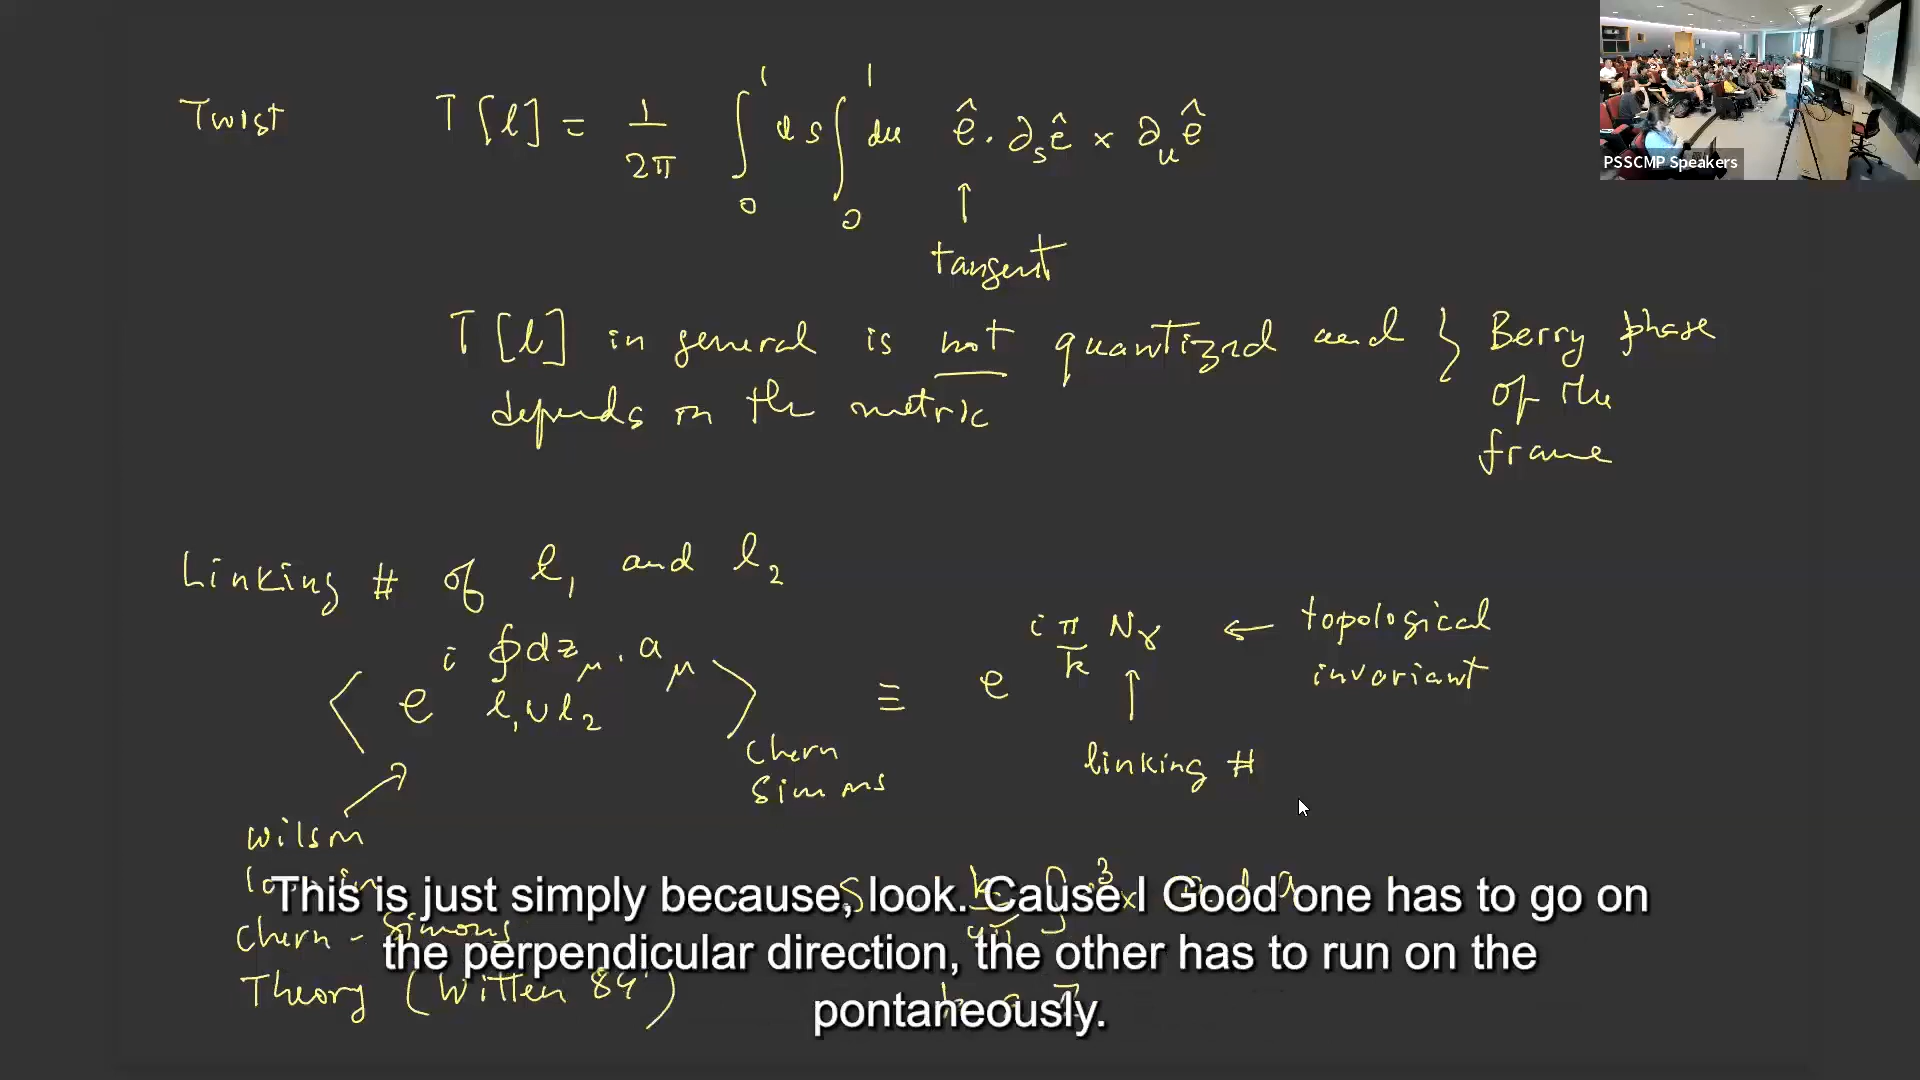 Twist T[l] = 1/2π ∫₀¹ ds ∫₀¹ du ê · ∂ₛê × ∂ᵤê
↑
tangent
PSSCMP Speakers
T[l] in general is not quantized and } Berry phase
depends on the metric
of the
frame
Linking # of l₁ and l₂
⟨ e^{i ∮_{l₁∪l₂} dz_μ · a_μ} ⟩ Chern Simons ≡ e^{i π/k N_γ} ← topological
invariant
↑
linking #
Wilson
Chern - Simons
Theory (Witten 89')
This is just simply because, look. Cause I Good one has to go on
the perpendicular direction, the other has to run on the
pontaneously.